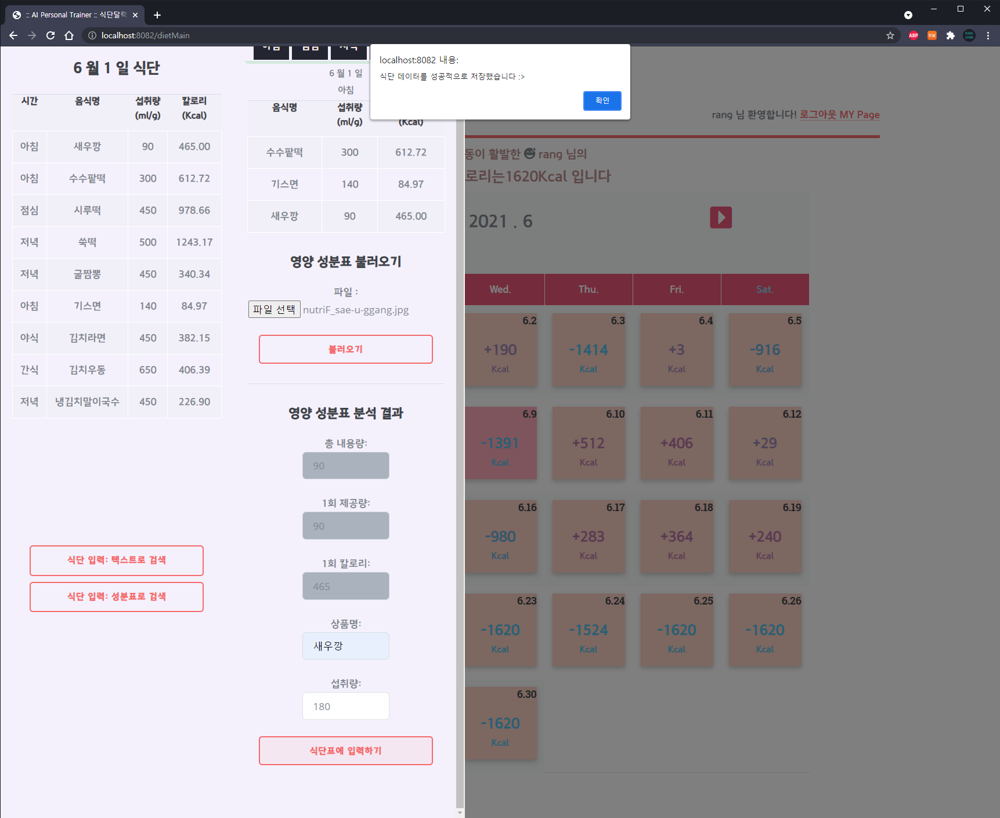 :: AI Personal Trainer :: 식단달력
localhost:8082/dietMain
ABP
EX
localhost:8082 내용:
식단 데이터를 성공적으로 저장했습니다 :>
확인
6 월 1 일 식단
시간 음식명 섭취량 (ml/g) 칼로리 (Kcal)
아침 새우깡 90 465.00
아침 수수팥떡 300 612.72
점심 시루떡 450 978.66
저녁 쑥떡 500 1243.17
저녁 굴짬뽕 450 340.34
아침 기스면 140 84.97
야식 김치라면 450 382.15
간식 김치우동 650 406.39
저녁 냉김치말이국수 450 226.90
식단 입력: 텍스트로 검색
식단 입력: 성분표로 검색
아침 점심 저녁
6 월 1 일
아침
음식명 섭취량 (ml/g) (Kcal)
수수팥떡 300 612.72
기스면 140 84.97
새우깡 90 465.00
영양 성분표 불러오기
파일 :
파일 선택 nutriF_sae-u-ggang.jpg
불러오기
영양 성분표 분석 결과
총 내용량:
90
1회 제공량:
90
1회 칼로리:
465
상품명:
새우깡
섭취량:
180
식단표에 입력하기
rang 님 환영합니다! 로그아웃 MY Page
동이 활발한 rang 님의
로리는1620Kcal 입니다
2021 . 6
Wed. Thu. Fri. Sat.
6.2 6.3 6.4 6.5
+190 -1414 +3 -916
Kcal Kcal Kcal Kcal
6.9 6.10 6.11 6.12
-1391 +512 +406 +29
Kcal Kcal Kcal Kcal
6.16 6.17 6.18 6.19
-980 +283 +364 +240
Kcal Kcal Kcal Kcal
6.23 6.24 6.25 6.26
-1620 -1524 -1620 -1620
Kcal Kcal Kcal Kcal
6.30
-1620
Kcal